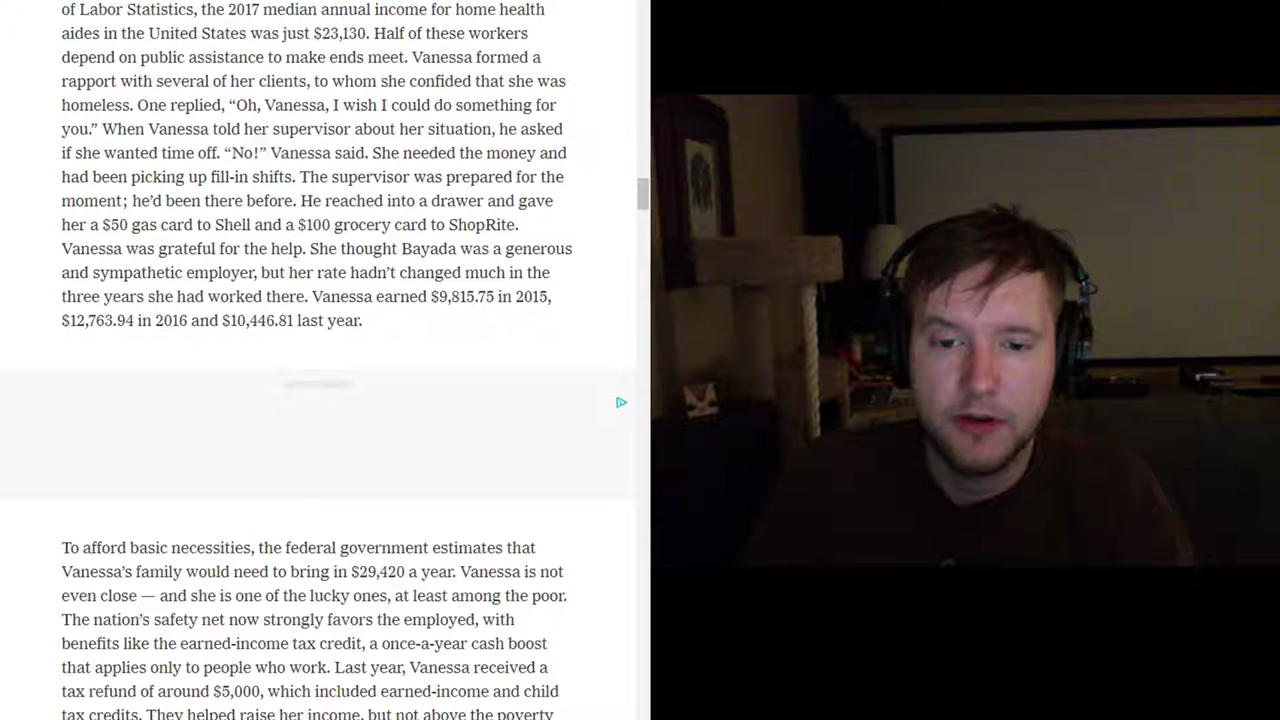 of Labor Statistics, the 2017 median annual income for home health
aides in the United States was just $23,130. Half of these workers
depend on public assistance to make ends meet. Vanessa formed a
rapport with several of her clients, to whom she confided that she was
homeless. One replied, “Oh, Vanessa, I wish I could do something for
you.” When Vanessa told her supervisor about her situation, he asked
if she wanted time off. “No!” Vanessa said. She needed the money and
had been picking up fill-in shifts. The supervisor was prepared for the
moment; he’d been there before. He reached into a drawer and gave
her a $50 gas card to Shell and a $100 grocery card to ShopRite.
Vanessa was grateful for the help. She thought Bayada was a generous
and sympathetic employer, but her rate hadn’t changed much in the
three years she had worked there. Vanessa earned $9,815.75 in 2015,
$12,763.94 in 2016 and $10,446.81 last year.
To afford basic necessities, the federal government estimates that
Vanessa’s family would need to bring in $29,420 a year. Vanessa is not
even close — and she is one of the lucky ones, at least among the poor.
The nation’s safety net now strongly favors the employed, with
benefits like the earned-income tax credit, a once-a-year cash boost
that applies only to people who work. Last year, Vanessa received a
tax refund of around $5,000, which included earned-income and child
tax credits. They helped raise her income, but not above the poverty